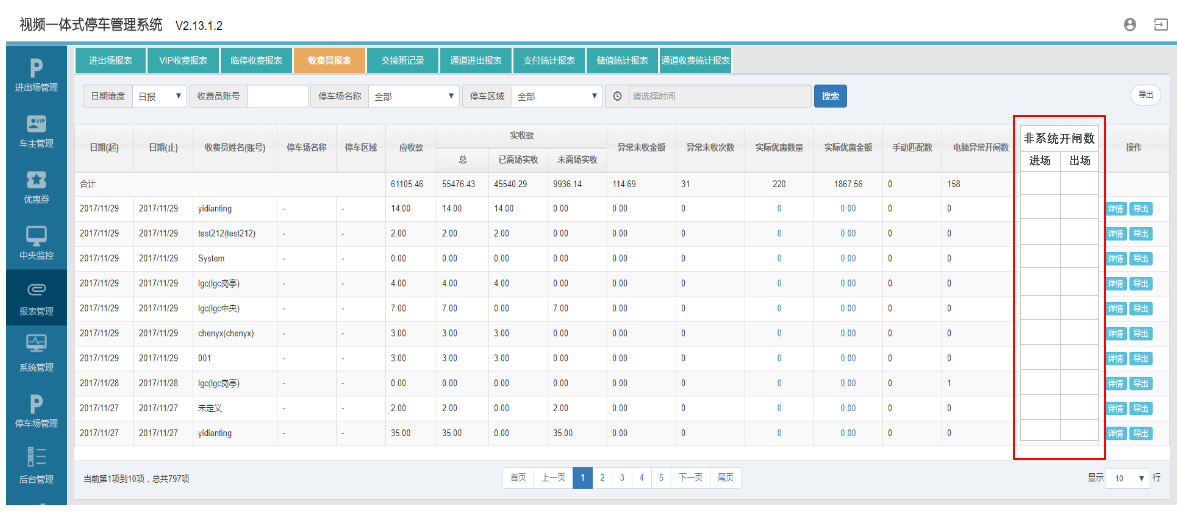 视频一体式停车管理系统 V2.13.1.2
进出场管理
车主管理
优惠券
中央监控
报表管理
系统管理
停车场管理
后台管理
进出场报表 VIP收费报表 临停收费报表 收费员报表 交接班记录 通道进出报表 支付统计报表 储值统计报表 通道收费统计报表
日期维度 日报 收费员账号 停车场名称 全部 停车区域 全部 请选择时间 搜索 导出
日期(起) 日期(止) 收费员姓名(账号) 停车场名称 停车区域 应收款 实收款 异常未收金额 异常未收次数 实际优惠数量 实际优惠金额 手动匹配数 电脑异常开闸数 非系统开闸数 操作
总 已离场实收 未离场实收 进场 出场
合计 61105.46 55476.43 45540.29 9936.14 114.69 31 220 1867.56 0 158
2017/11/29 2017/11/29 yidianting - - 14.00 14.00 14.00 0.00 0.00 0 0 0.00 0 0 详情 导出
2017/11/29 2017/11/29 test212(test212) - - 2.00 2.00 2.00 0.00 0.00 0 0 0.00 0 0 详情 导出
2017/11/29 2017/11/29 System - - 0.00 0.00 0.00 0.00 0.00 0 0 0.00 0 0 详情 导出
2017/11/29 2017/11/29 lgc(lgc岗亭) - - 4.00 4.00 4.00 0.00 0.00 0 0 0.00 0 0 详情 导出
2017/11/29 2017/11/29 lgc(lgc中央) - - 7.00 7.00 0.00 7.00 0.00 0 0 0.00 0 0 详情 导出
2017/11/29 2017/11/29 chenyx(chenyx) - - 3.00 3.00 3.00 0.00 0.00 0 0 0.00 0 0 详情 导出
2017/11/29 2017/11/29 001 - - 3.00 3.00 3.00 0.00 0.00 0 0 0.00 0 0 详情 导出
2017/11/28 2017/11/28 lgc(lgc岗亭) - - 0.00 0.00 0.00 0.00 0.00 0 0 0.00 0 1 详情 导出
2017/11/27 2017/11/27 未定义 - - 2.00 2.00 0.00 2.00 0.00 0 0 0.00 0 0 详情 导出
2017/11/27 2017/11/27 yidianting - - 35.00 35.00 0.00 35.00 0.00 0 0 0.00 0 0 详情 导出
当前第1项到10项，总共797项 首页 上一页 1 2 3 4 5 下一页 尾页 显示 10 行